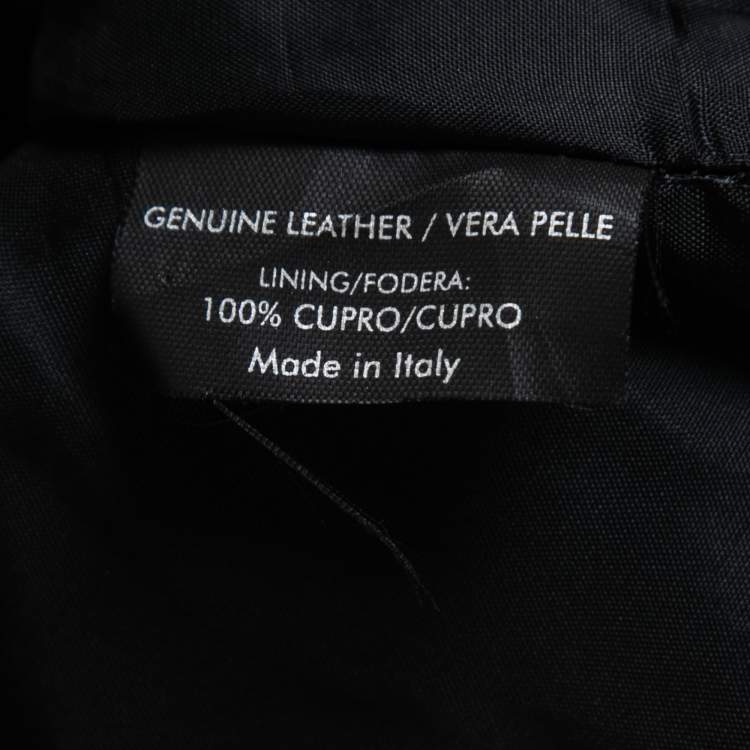 GENUINE LEATHER / VERA PELLE
LINING/FODERA:
100% CUPRO/CUPRO
Made in Italy